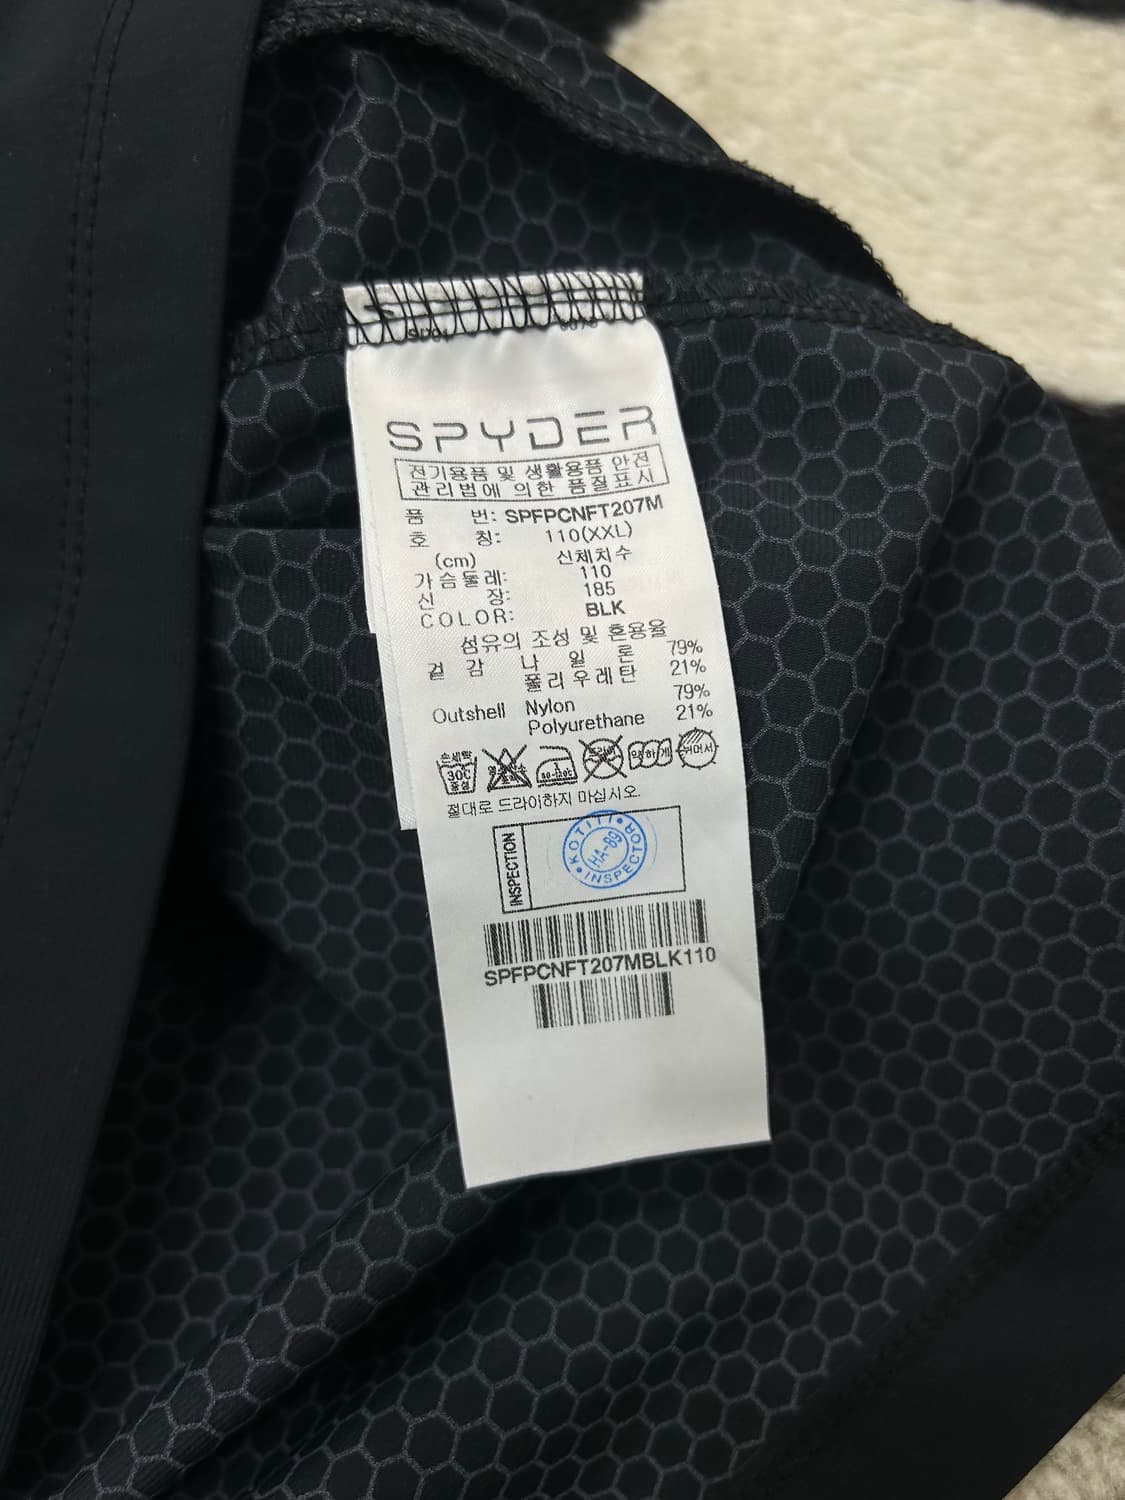 SPYDER
전기용품 및 생활용품 안전
관리법에 의한 품질표시
품 번: SPFPCNFT207M
호 칭: 110(XXL)
(cm) 신체치수
가슴둘레: 110
신 장: 185
COLOR: BLK
섬유의 조성 및 혼용율
겉감 나일론 79%
폴리우레탄 21%
Outshell Nylon 79%
Polyurethane 21%
손세탁
30℃
중성
약하게
뉘어서
절대로 드라이하지 마십시오.
INSPECTION
KOTITI INSPECTOR
HA-89
SPFPCNFT207MBLK110